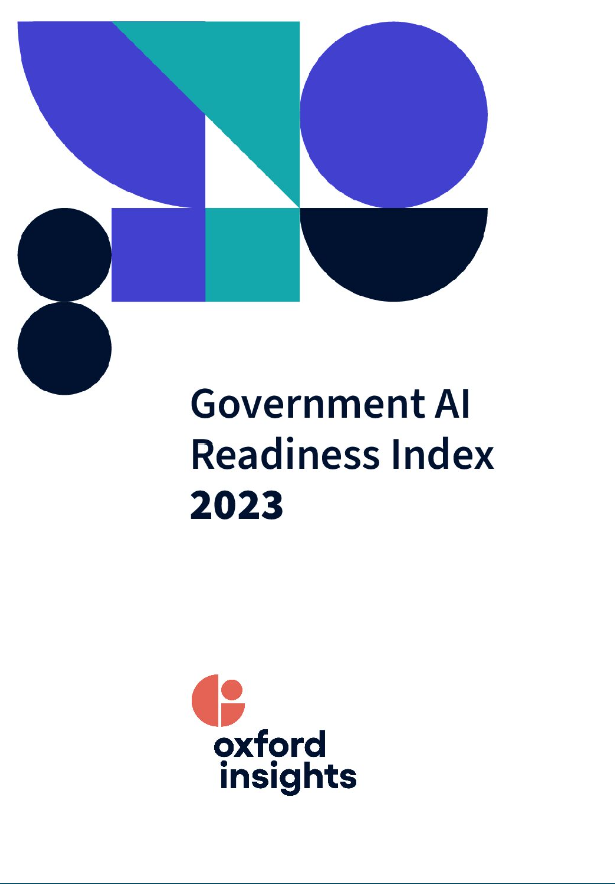 Government AI
Readiness Index
2023
oxford
insights